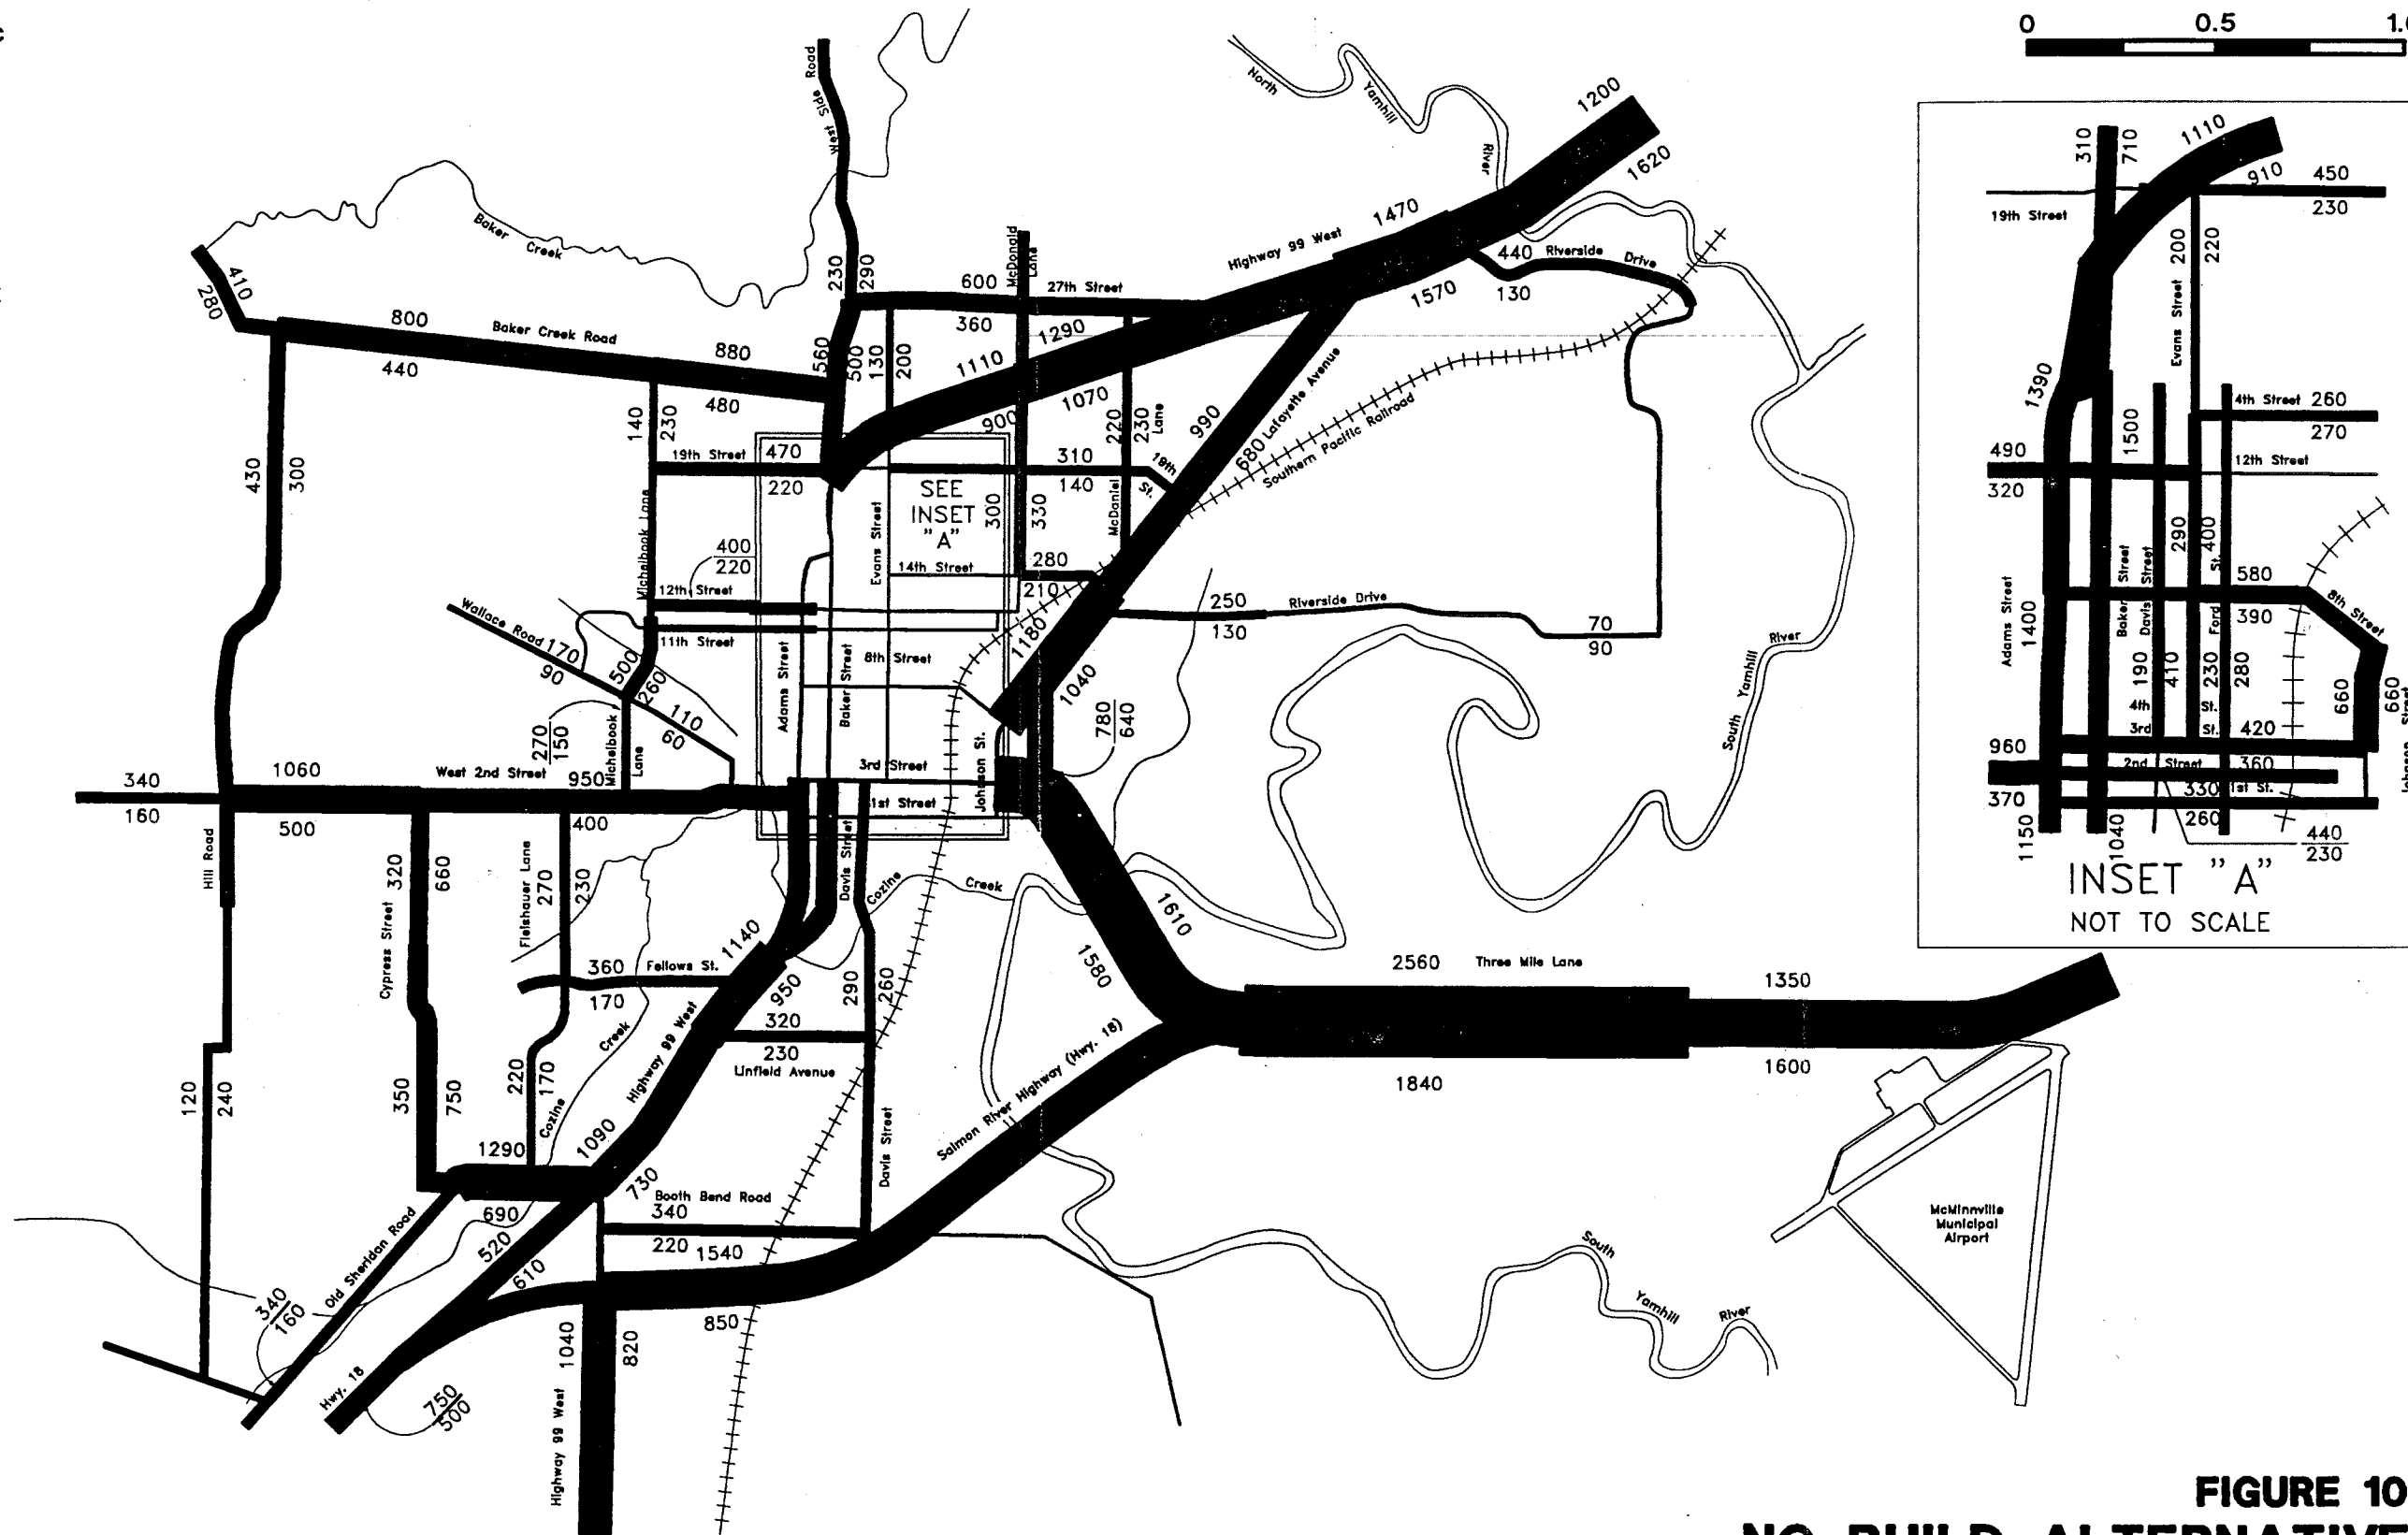 0 0.5
North Yamhill River
Road
West Side
1200
1620
1470
Highway 99 West
Baker Creek
410
280
230
290
600
McDonald Lane
27th Street
360
1290
440 Riverside Drive
130
1570
800
Baker Creek Road
880
440
480
560
500
130
200
1110
1070
900
220
230
Lane
McDaniel
990
680
Lafayette Avenue
Southern Pacific Railroad
140
230
430
300
19th Street
470
220
310
140
19th St.
SEE
INSET
"A"
300
330
Michelbook Lane
400
220
Evans Street
14th Street
280
210
12th Street
11th Street
Wallace Road
170
90
500
260
110
60
270
150
Michelbook Lane
Adams Street
Baker Street
8th Street
1180
1040
250
130
Riverside Drive
70
90
780
640
South Yamhill River
340
160
1060
West 2nd Street
950
500
400
3rd Street
1st Street
Johnson St.
Hill Road
320
660
Cypress Street
Fleishauer Lane
270
230
Davis Street
Cozine Creek
1610
1580
1140
360
Fellows St.
170
950
290
260
320
230
Linfield Avenue
Highway 99 West
Cozine Creek
120
240
350
750
220
170
1290
1090
730
690
Booth Bend Road
340
220
1540
Davis Street
Salmon River Highway (Hwy. 18)
2560
Three Mile Lane
1350
1840
1600
520
610
Old Sheridan Road
340
160
850
1040
820
Hwy. 18
750
500
Highway 99 West
South Yamhill River
McMinnville
Municipal
Airport
310
710
1110
910
450
230
19th Street
200
220
Evans Street
1390
1500
4th Street 260
270
490
320
12th Street
290
400
St.
580
390
8th Street
Adams Street
1400
Baker Street
Davis Street
190
410
Ford
230
280
660
660
4th St.
3rd St.
420
960
2nd Street
360
370
330
1st St.
260
1150
1040
440
230
Street
INSET "A"
NOT TO SCALE
FIGURE 10